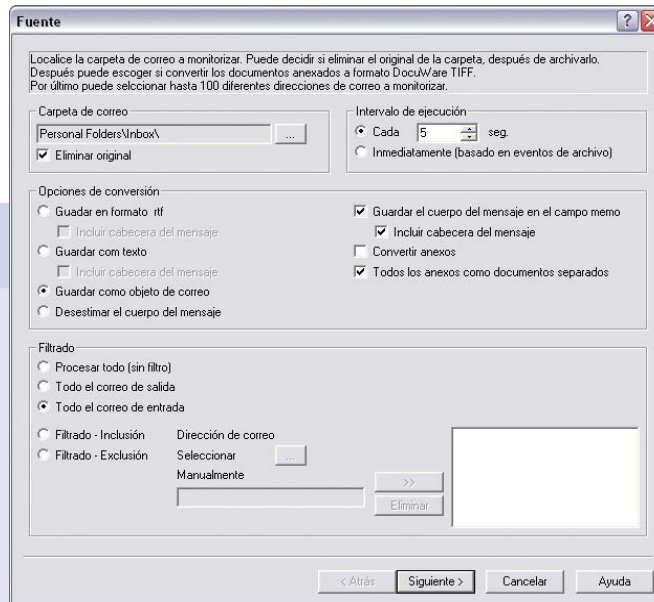 Fuente
Localice la carpeta de correo a monitorizar. Puede decidir si eliminar el original de la carpeta, después de archivarlo.
Después puede escoger si convertir los documentos anexados a formato DocuWare TIFF.
Por último puede selccionar hasta 100 diferentes direcciones de correo a monitorizar.
Carpeta de correo
Personal Folders\Inbox\
...
Eliminar original
Intervalo de ejecución
Cada 5 seg.
Inmediatamente (basado en eventos de archivo)
Opciones de conversión
Guadar en formato rtf
Incluir cabecera del mensaje
Guardar com texto
Incluir cabecera del mensaje
Guardar como objeto de correo
Desestimar el cuerpo del mensaje
Guardar el cuerpo del mensaje en el campo memo
Incluir cabecera del mensaje
Convertir anexos
Todos los anexos como documentos separados
Filtrado
Procesar todo (sin filtro)
Todo el correo de salida
Todo el correo de entrada
Filtrado - Inclusión
Filtrado - Exclusión
Dirección de correo
Seleccionar ...
Manualmente
>>
Eliminar
< Atrás Siguiente > Cancelar Ayuda